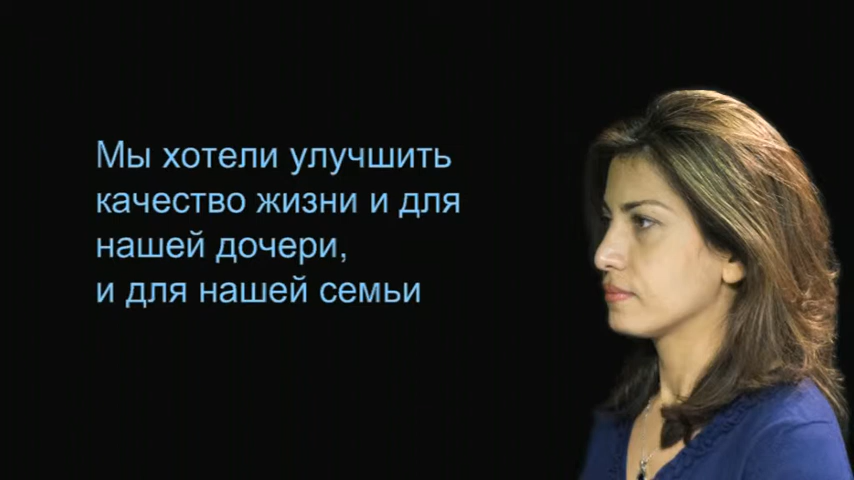 Мы хотели улучшить
качество жизни и для
нашей дочери,
и для нашей семьи